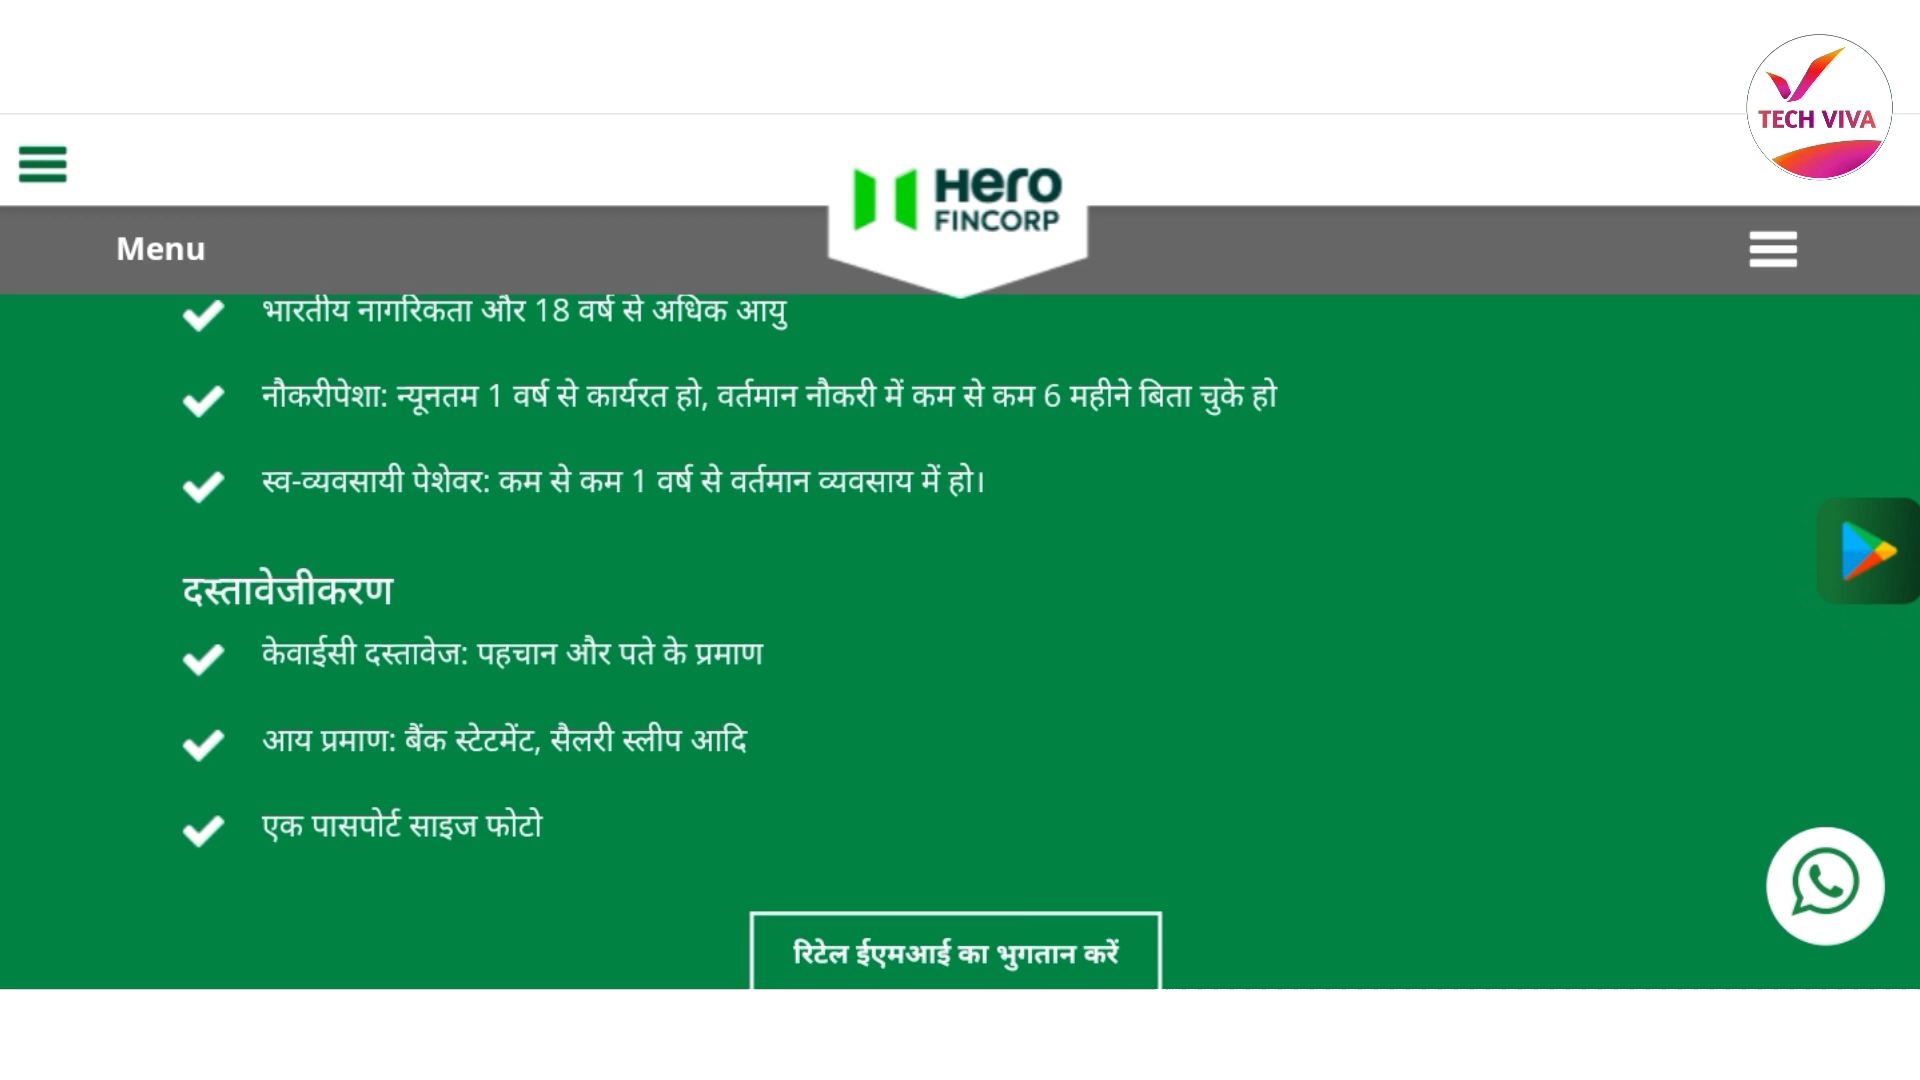 TECH VIVA
Hero
FINCORP
Menu
भारतीय नागरिकता और 18 वर्ष से अधिक आयु
नौकरीपेशा: न्यूनतम 1 वर्ष से कार्यरत हो, वर्तमान नौकरी में कम से कम 6 महीने बिता चुके हो
स्व-व्यवसायी पेशेवर: कम से कम 1 वर्ष से वर्तमान व्यवसाय में हो।
दस्तावेजीकरण
केवाईसी दस्तावेज: पहचान और पते के प्रमाण
आय प्रमाण: बैंक स्टेटमेंट, सैलरी स्लीप आदि
एक पासपोर्ट साइज फोटो
रिटेल ईएमआई का भुगतान करें